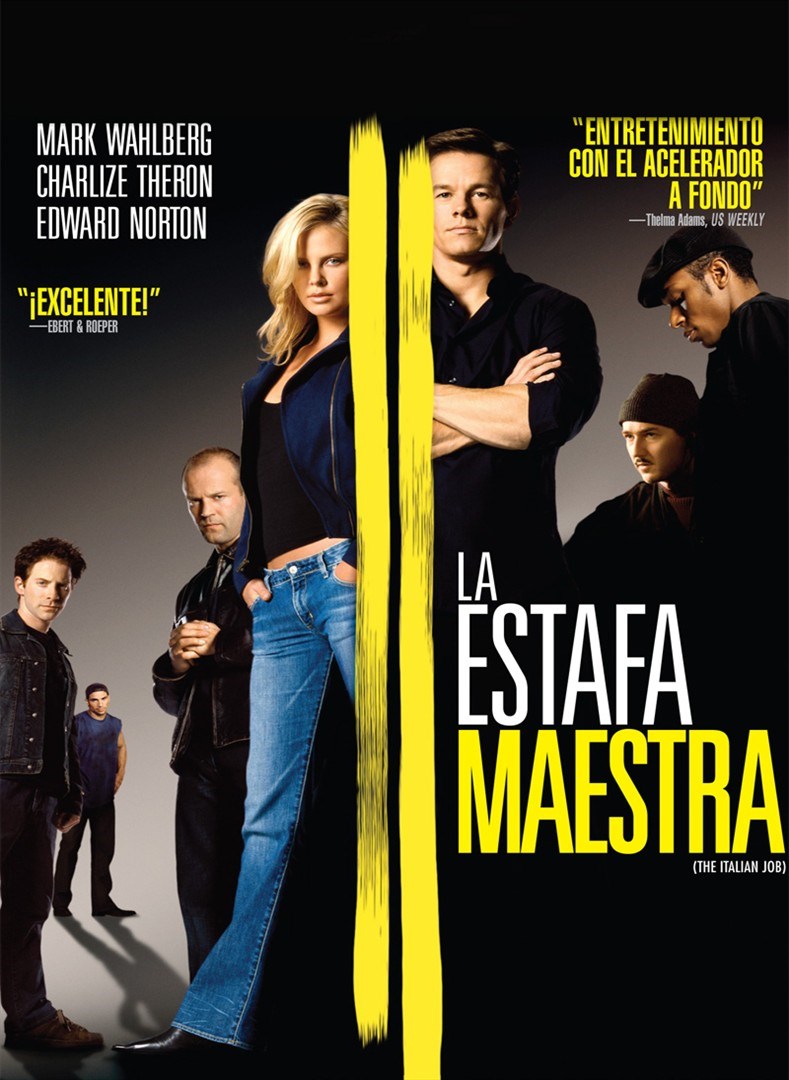 MARK WAHLBERG
CHARLIZE THERON
EDWARD NORTON
"¡EXCELENTE!"
—EBERT & ROEPER
"ENTRETENIMIENTO
CON EL ACELERADOR
A FONDO"
—Thelma Adams, US WEEKLY
LA
ESTAFA
MAESTRA
(THE ITALIAN JOB)